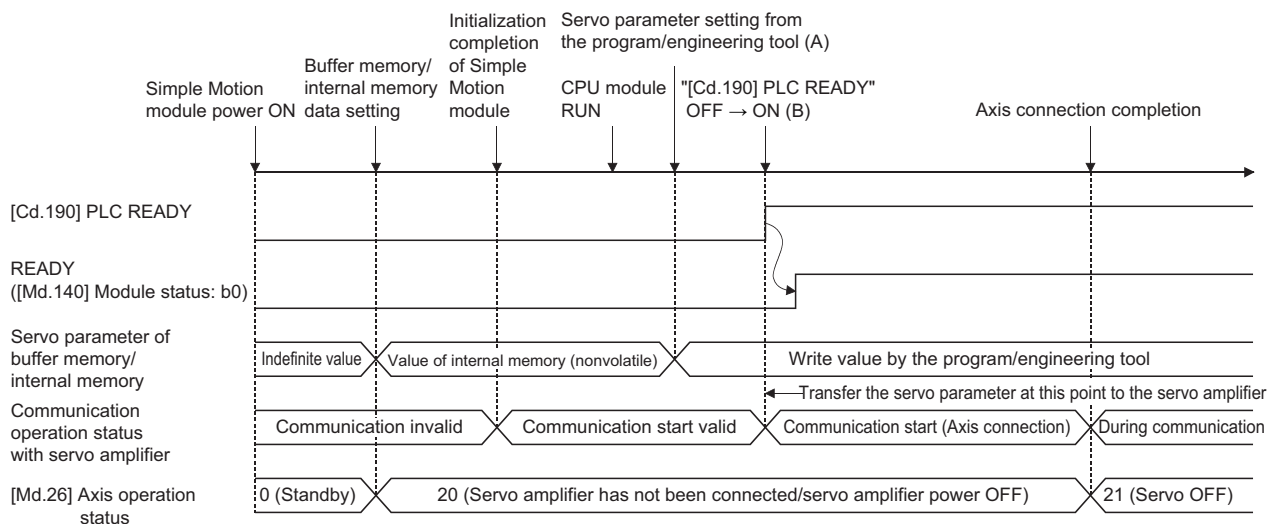 Initialization
completion
of Simple
Motion
module
Servo parameter setting from
the program/engineering tool (A)
Buffer memory/
internal memory
data setting
Simple Motion
module power ON
CPU module
RUN
"[Cd.190] PLC READY"
OFF → ON (B)
Axis connection completion
[Cd.190] PLC READY
READY
([Md.140] Module status: b0)
Servo parameter of
buffer memory/
internal memory
Indefinite value
Value of internal memory (nonvolatile)
Write value by the program/engineering tool
Transfer the servo parameter at this point to the servo amplifier
Communication
operation status
with servo amplifier
Communication invalid
Communication start valid
Communication start (Axis connection)
During communication
[Md.26] Axis operation
status
0 (Standby)
20 (Servo amplifier has not been connected/servo amplifier power OFF)
21 (Servo OFF)